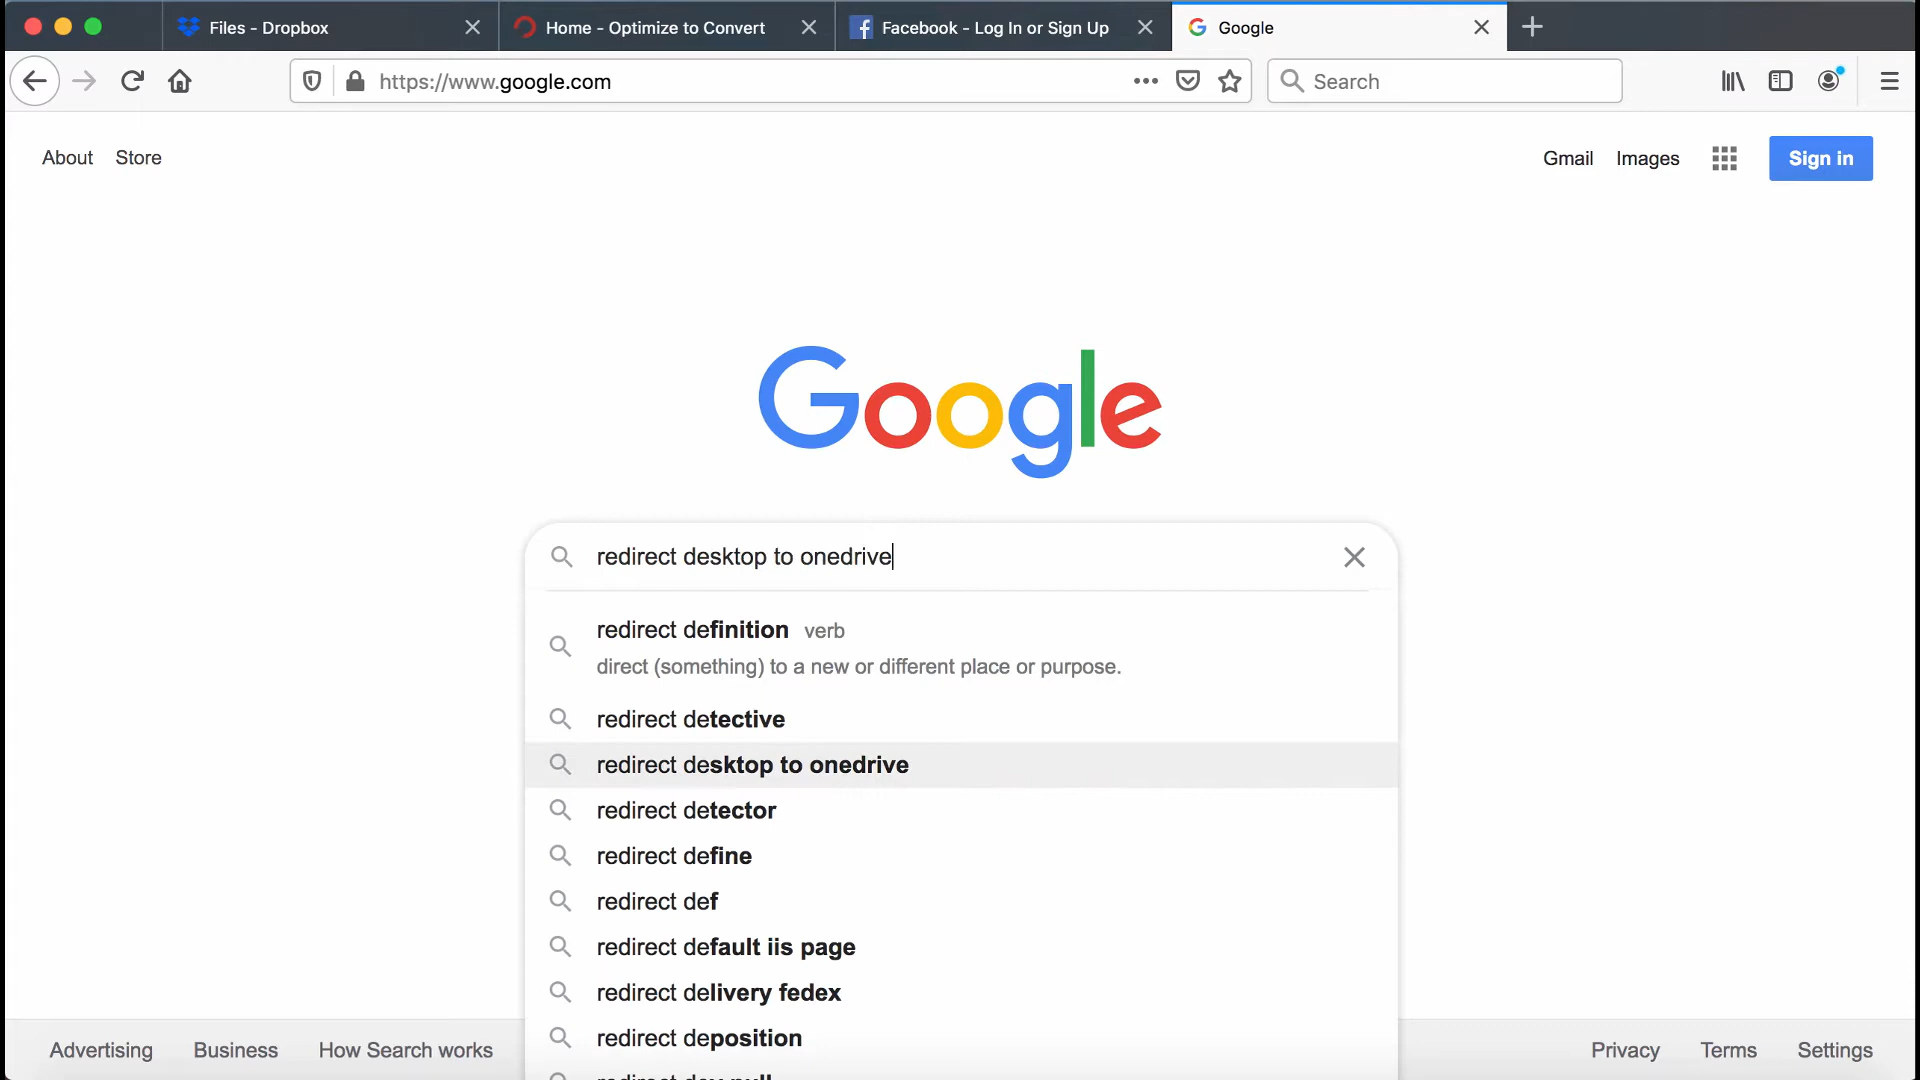 Files - Dropbox
Home - Optimize to Convert
Facebook - Log In or Sign Up
Google
https://www.google.com
Search
About Store
Gmail Images Sign in
Google
redirect desktop to onedrive
redirect definition verb
direct (something) to a new or different place or purpose.
redirect detective
redirect desktop to onedrive
redirect detector
redirect define
redirect def
redirect default iis page
redirect delivery fedex
redirect deposition
Advertising Business How Search works
Privacy Terms Settings